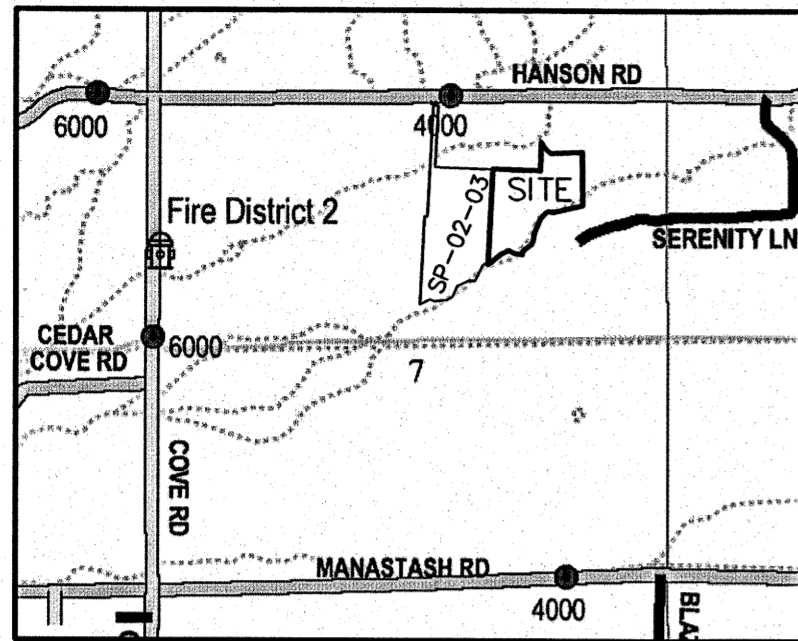 HANSON RD
6000
4000
Fire District 2
SP-02-03
SITE
SERENITY LN
CEDAR
COVE RD
6000
7
COVE RD
MANASTASH RD
4000